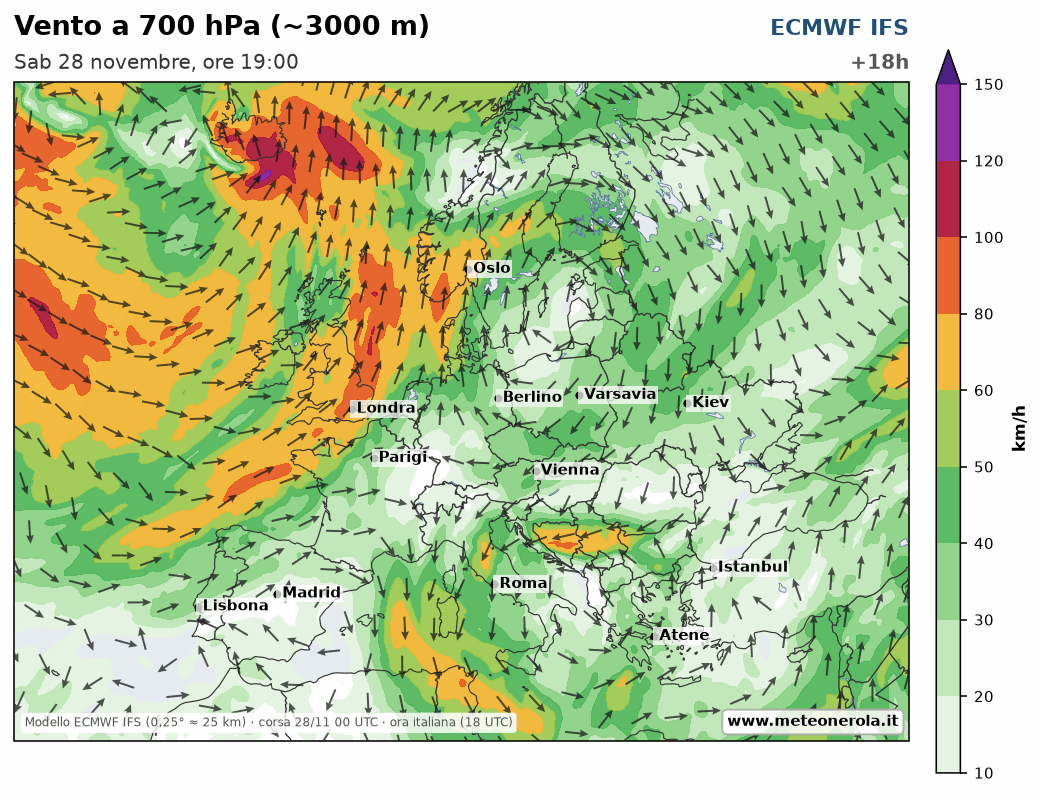 Vento a 700 hPa (~3000 m)
ECMWF IFS
Sab 28 novembre, ore 19:00
+18h
150
120
100
80
60
50
40
30
20
10
km/h
Oslo
Berlino
Varsavia
Kiev
Londra
Parigi
Vienna
Istanbul
Roma
Madrid
Lisbona
Atene
Modello ECMWF IFS (0,25° ≈ 25 km) · corsa 28/11 00 UTC · ora italiana (18 UTC)
www.meteonerola.it